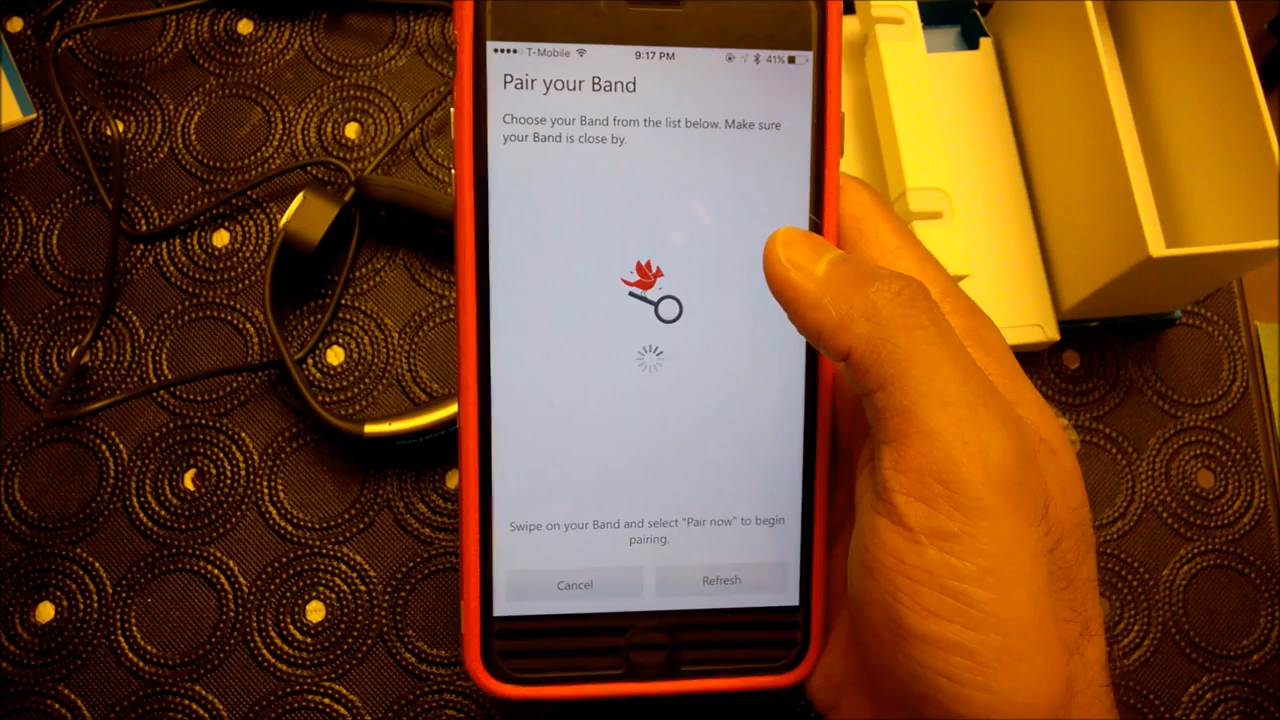 T-Mobile 9:17 PM 41%
Pair your Band
Choose your Band from the list below. Make sure
your Band is close by.
Swipe on your Band and select "Pair now" to begin
pairing.
Cancel Refresh